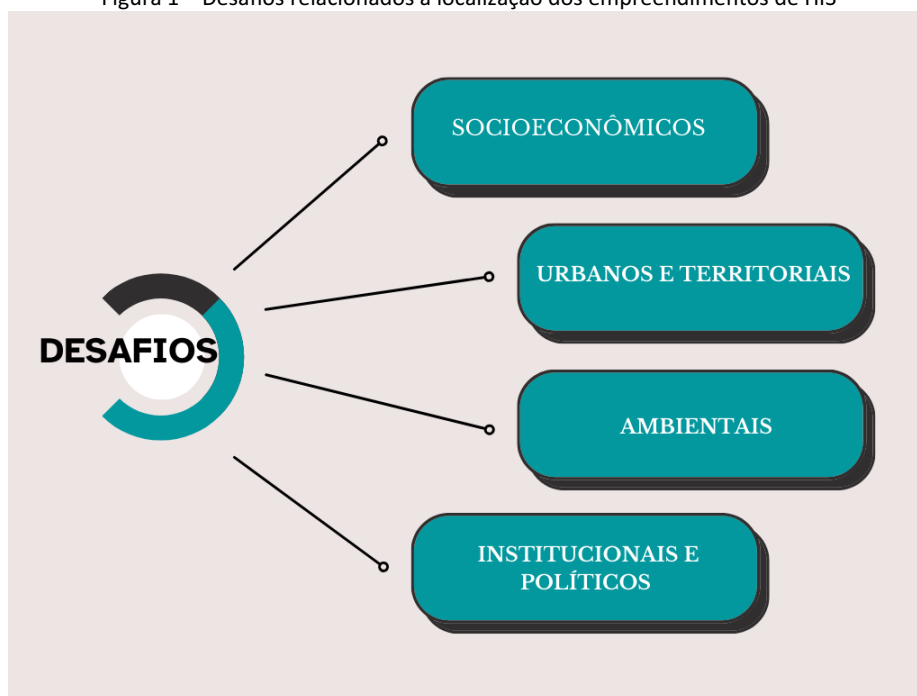 Figura 1 – Desafios relacionados à localização dos empreendimentos de HIS
SOCIOECONÔMICOS
URBANOS E TERRITORIAIS
DESAFIOS
AMBIENTAIS
INSTITUCIONAIS E
POLÍTICOS